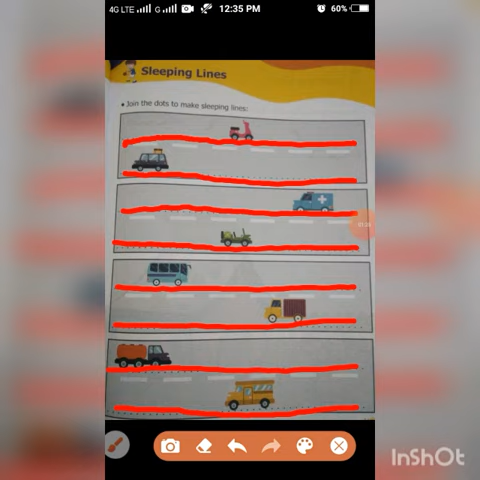 4G LTE G 12:35 PM 60%
Sleeping Lines
• Join the dots to make sleeping lines:
InShOt